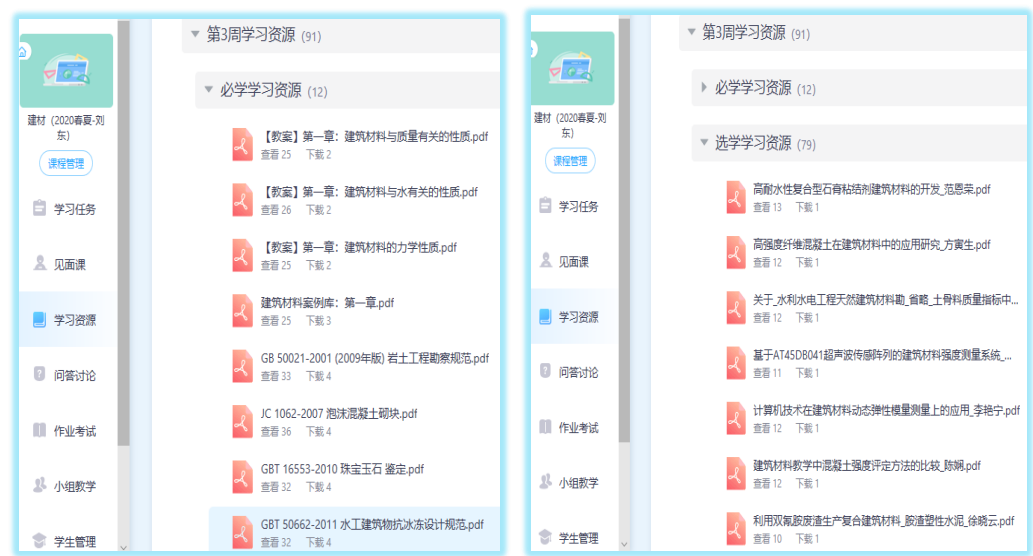 建材（2020春夏-刘
东）
课程管理
学习任务
见面课
学习资源
问答讨论
作业考试
小组教学
学生管理
第3周学习资源 (91)
必学学习资源 (12)
【教案】第一章：建筑材料与质量有关的性质.pdf
查看 25 下载 2
【教案】第一章：建筑材料与水有关的性质.pdf
查看 26 下载 2
【教案】第一章：建筑材料的力学性质.pdf
查看 25 下载 2
建筑材料案例库：第一章.pdf
查看 25 下载 3
GB 50021-2001 (2009年版) 岩土工程勘察规范.pdf
查看 33 下载 4
JC 1062-2007 泡沫混凝土砌块.pdf
查看 36 下载 4
GBT 16553-2010 珠宝玉石 鉴定.pdf
查看 32 下载 4
GBT 50662-2011 水工建筑物抗冰冻设计规范.pdf
查看 32 下载 4
建材（2020春夏-刘
东）
课程管理
学习任务
见面课
学习资源
问答讨论
作业考试
小组教学
学生管理
第3周学习资源 (91)
必学学习资源 (12)
选学学习资源 (79)
高耐水性复合型石膏粘结剂建筑材料的开发_范恩荣.pdf
查看 13 下载 1
高强度纤维混凝土在建筑材料中的应用研究_方寅生.pdf
查看 12 下载 1
关于_水利水电工程天然建筑材料勘_省略_土骨料质量指标中...
查看 12 下载 1
基于AT45DB041超声波传感阵列的建筑材料强度测量系统_...
查看 11 下载 1
计算机技术在建筑材料动态弹性模量测量上的应用_李艳宁.pdf
查看 12 下载 1
建筑材料教学中混凝土强度评定方法的比较_陈娴.pdf
查看 12 下载 1
利用双氰胺废渣生产复合建筑材料_胺渣塑性水泥_徐晓云.pdf
查看 10 下载 1